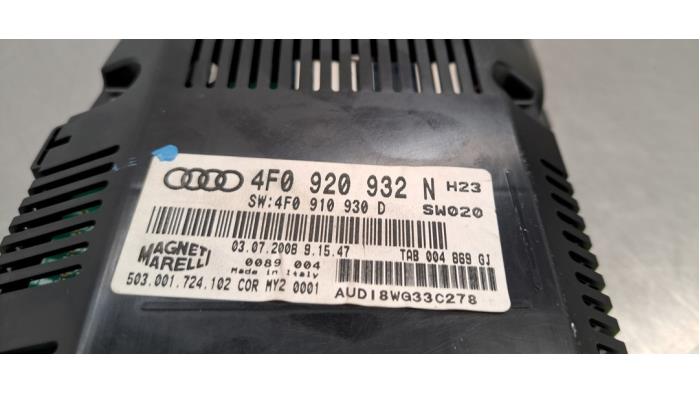 4F0 920 932 N H23
SW:4F0 910 930 D SW020
03.07.2008 9.15.47 TAB 004 869 GJ
MAGNETI
MARELLI
0089 004
Made in Italy
503.001.724.102 COR MY2 0001 AUDI8WG33C278